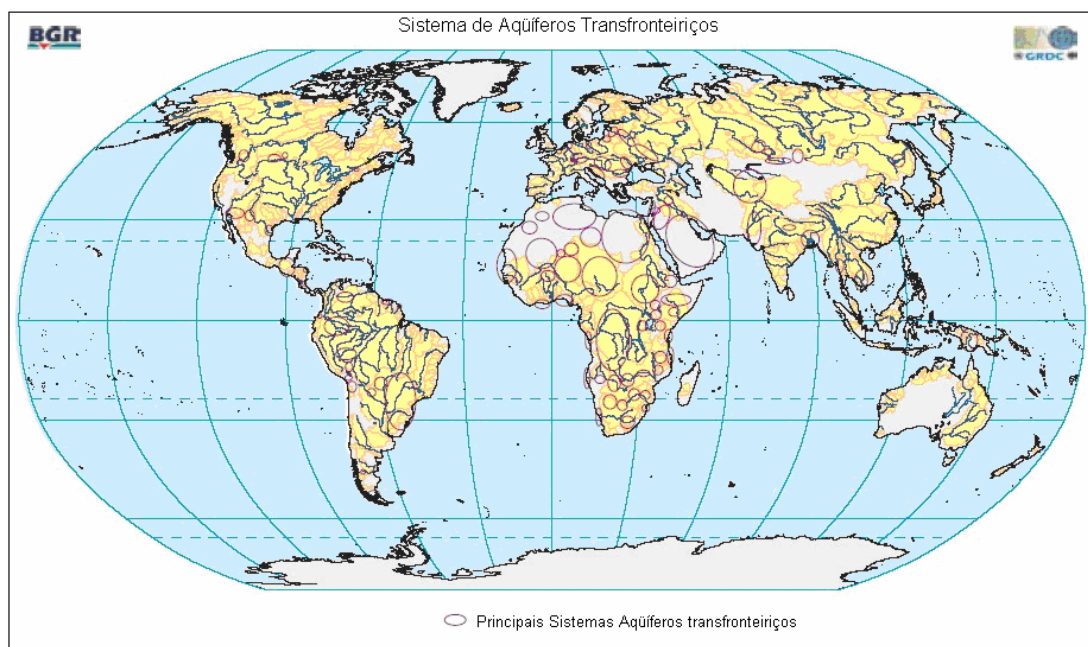 Sistema de Aqüíferos Transfronteiriços
BGR
GRDC
Principais Sistemas Aqüíferos transfronteiriços